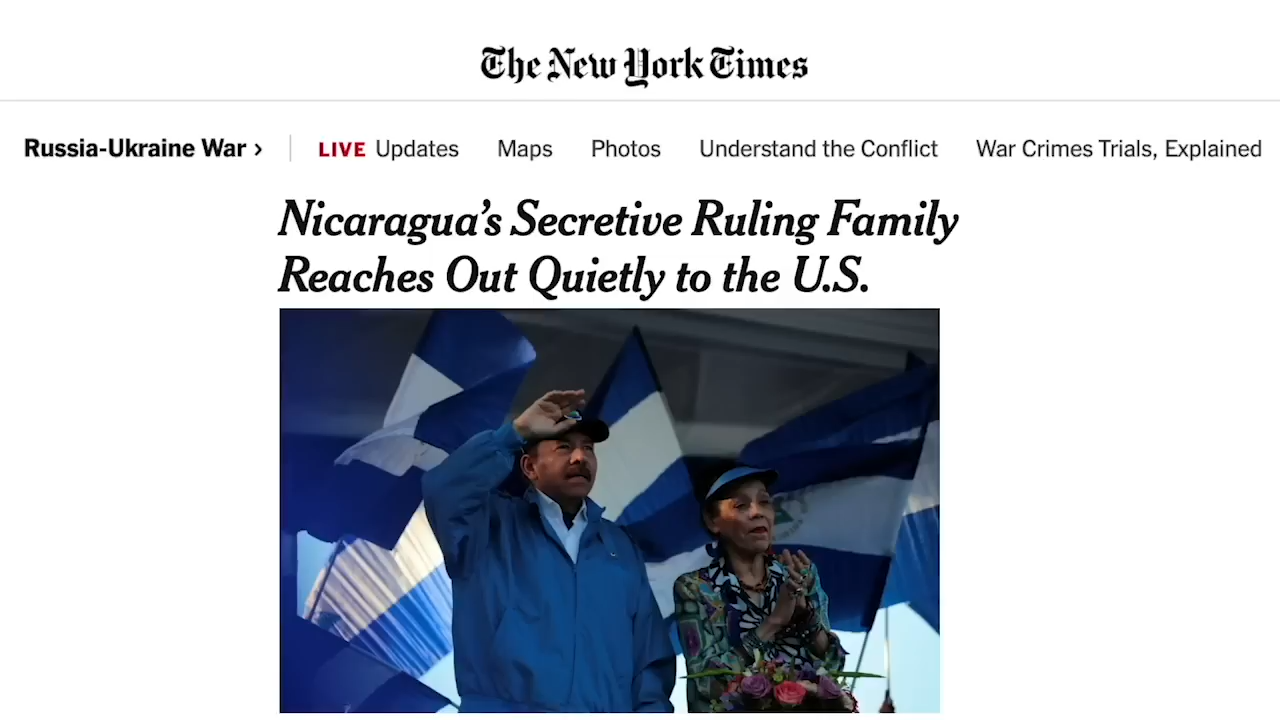 The New York Times
Russia-Ukraine War › LIVE Updates Maps Photos Understand the Conflict War Crimes Trials, Explained
Nicaragua’s Secretive Ruling Family
Reaches Out Quietly to the U.S.